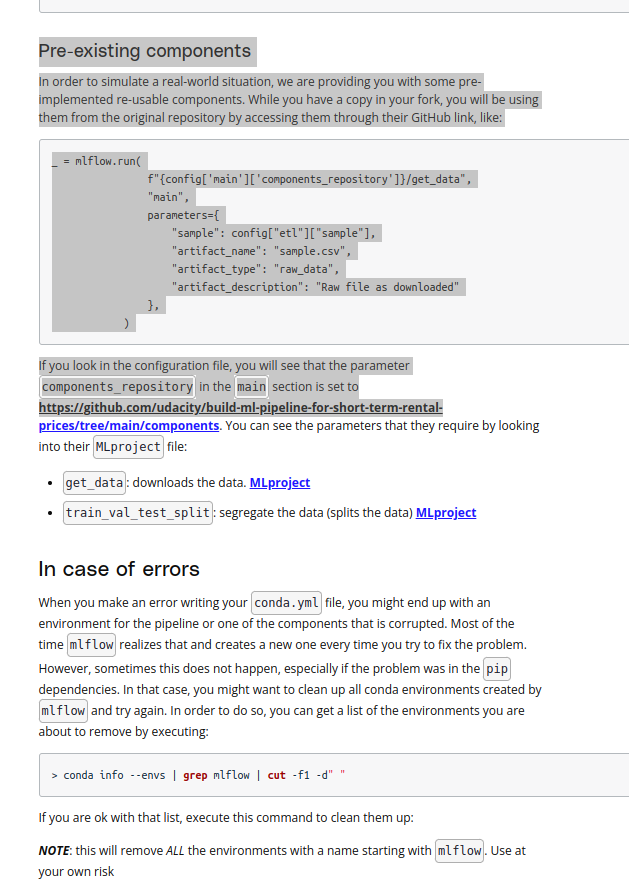 Pre-existing components
In order to simulate a real-world situation, we are providing you with some pre-
implemented re-usable components. While you have a copy in your fork, you will be using
them from the original repository by accessing them through their GitHub link, like:
_ = mlflow.run(
f"{config['main']['components_repository']}/get_data",
"main",
parameters={
"sample": config["etl"]["sample"],
"artifact_name": "sample.csv",
"artifact_type": "raw_data",
"artifact_description": "Raw file as downloaded"
},
)
If you look in the configuration file, you will see that the parameter
components_repository in the main section is set to
https://github.com/udacity/build-ml-pipeline-for-short-term-rental-
prices/tree/main/components. You can see the parameters that they require by looking
into their MLproject file:
• get_data: downloads the data. MLproject
• train_val_test_split: segregate the data (splits the data) MLproject
In case of errors
When you make an error writing your conda.yml file, you might end up with an
environment for the pipeline or one of the components that is corrupted. Most of the
time mlflow realizes that and creates a new one every time you try to fix the problem.
However, sometimes this does not happen, especially if the problem was in the pip
dependencies. In that case, you might want to clean up all conda environments created by
mlflow and try again. In order to do so, you can get a list of the environments you are
about to remove by executing:
> conda info --envs | grep mlflow | cut -f1 -d" "
If you are ok with that list, execute this command to clean them up:
NOTE: this will remove ALL the environments with a name starting with mlflow. Use at
your own risk